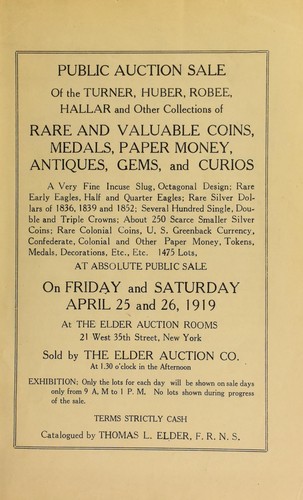 PUBLIC AUCTION SALE
Of the TURNER, HUBER, ROBEE,
HALLAR and Other Collections of
RARE AND VALUABLE COINS,
MEDALS, PAPER MONEY,
ANTIQUES, GEMS, and CURIOS
A Very Fine Incuse Slug, Octagonal Design; Rare
Early Eagles, Half and Quarter Eagles; Rare Silver Dol-
lars of 1836, 1839 and 1852; Several Hundred Single, Dou-
ble and Triple Crowns; About 250 Scarce Smaller Silver
Coins; Rare Colonial Coins, U. S. Greenback Currency,
Confederate, Colonial and Other Paper Money, Tokens,
Medals, Decorations, Etc., Etc. 1475 Lots,
AT ABSOLUTE PUBLIC SALE
On FRIDAY and SATURDAY
APRIL 25 and 26, 1919
At THE ELDER AUCTION ROOMS
21 West 35th Street, New York
Sold by THE ELDER AUCTION CO.
At 1.30 o'clock in the Afternoon
EXHIBITION: Only the lots for each day will be shown on sale days
only from 9 A. M to 1 P. M. No lots shown during progress
of the sale.
TERMS STRICTLY CASH
Catalogued by THOMAS L. ELDER, F. R. N. S.